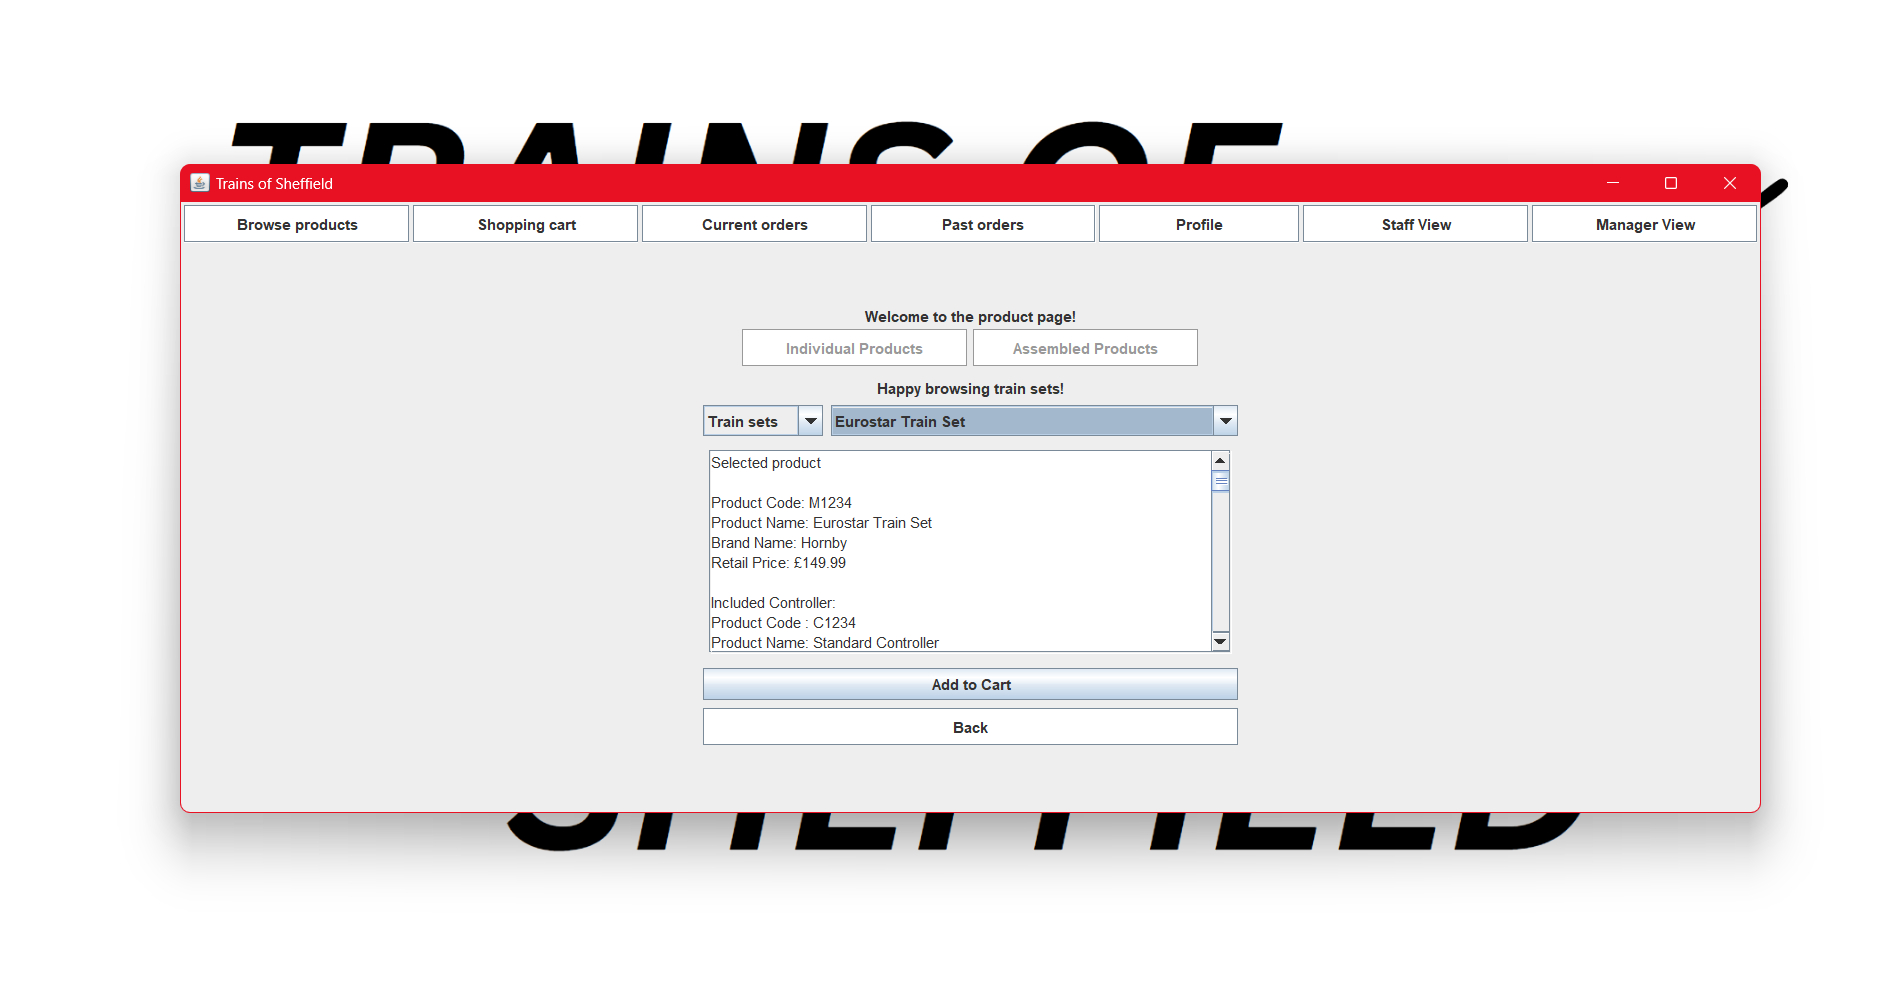 TRAINS OF
Trains of Sheffield
Browse products
Shopping cart
Current orders
Past orders
Profile
Staff View
Manager View
Welcome to the product page!
Individual Products
Assembled Products
Happy browsing train sets!
Train sets
Eurostar Train Set
Selected product
Product Code: M1234
Product Name: Eurostar Train Set
Brand Name: Hornby
Retail Price: £149.99
Included Controller:
Product Code : C1234
Product Name: Standard Controller
Add to Cart
Back
SHEFFIELD